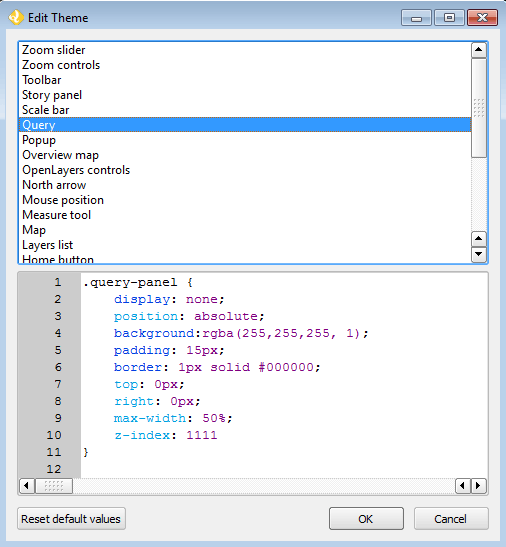 Edit Theme
Zoom slider
Zoom controls
Toolbar
Story panel
Scale bar
Query
Popup
Overview map
OpenLayers controls
North arrow
Mouse position
Measure tool
Map
Layers list
Home button
1 .query-panel {
2 display: none;
3 position: absolute;
4 background:rgba(255,255,255, 1);
5 padding: 15px;
6 border: 1px solid #000000;
7 top: 0px;
8 right: 0px;
9 max-width: 50%;
10 z-index: 1111
11 }
12
Reset default values OK Cancel